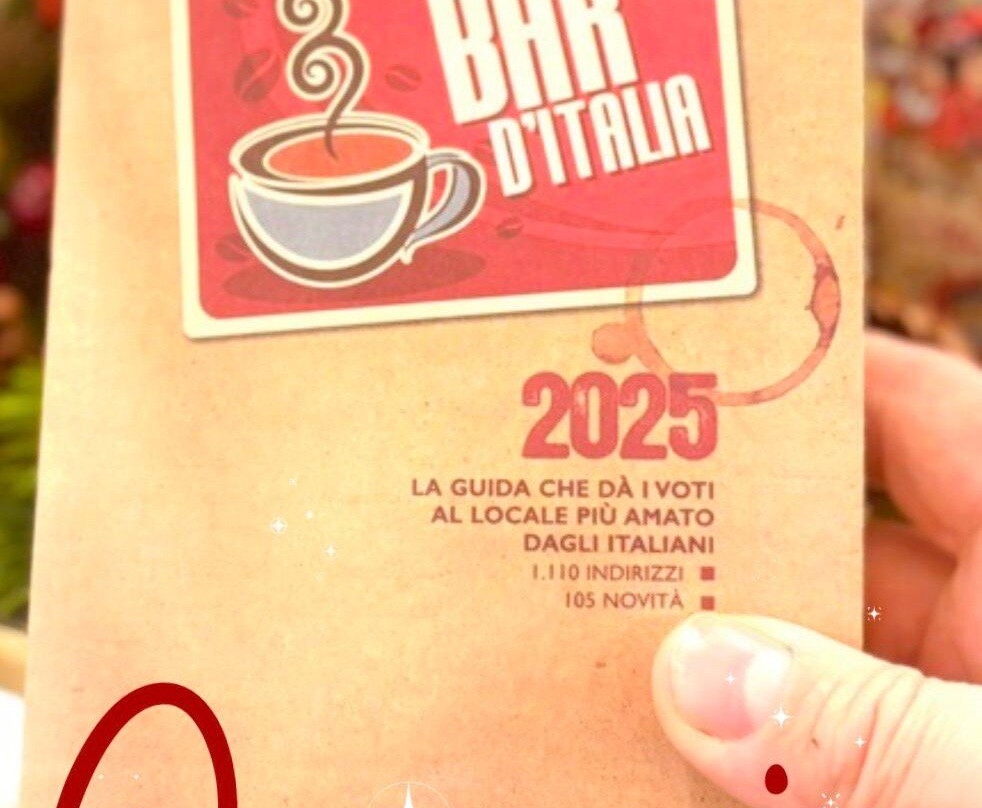 BAR
D'ITALIA
2025
LA GUIDA CHE DÀ I VOTI
AL LOCALE PIÙ AMATO
DAGLI ITALIANI
1.110 INDIRIZZI
105 NOVITÀ